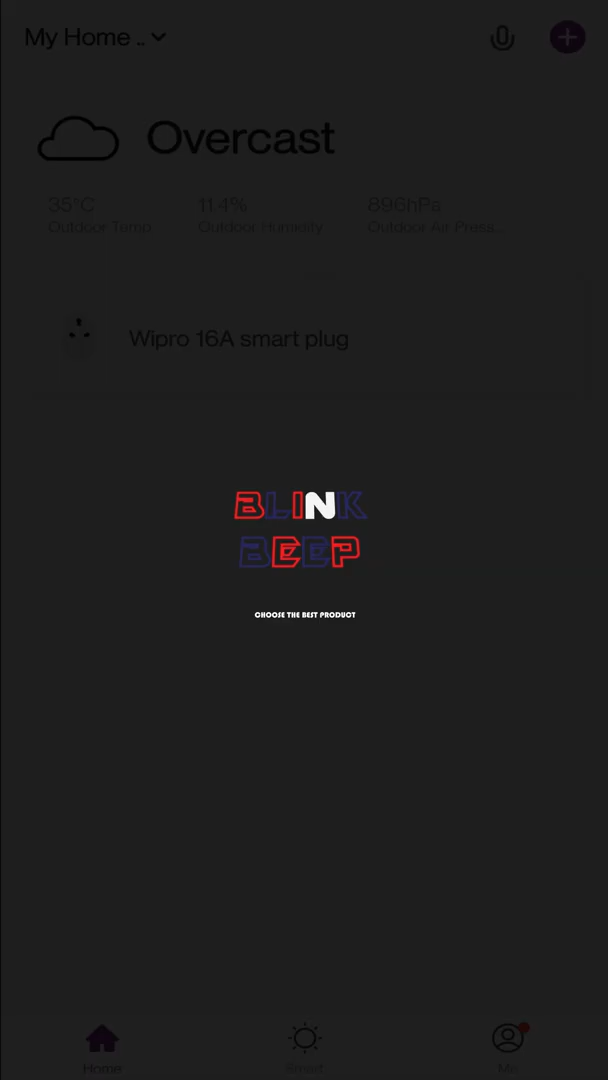 My Home ..
Overcast
35°C 11.4% 896hPa
Outdoor Temp Outdoor Humidity Outdoor Air Press...
Wipro 16A smart plug
BLINK
BEEP
CHOOSE THE BEST PRODUCT
Home Smart Me